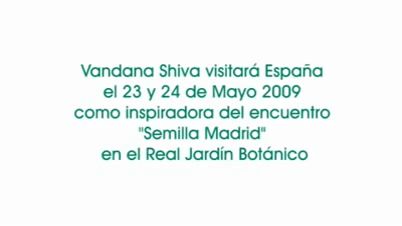 Vandana Shiva visitará España
el 23 y 24 de Mayo 2009
como inspiradora del encuentro
"Semilla Madrid"
en el Real Jardín Botánico